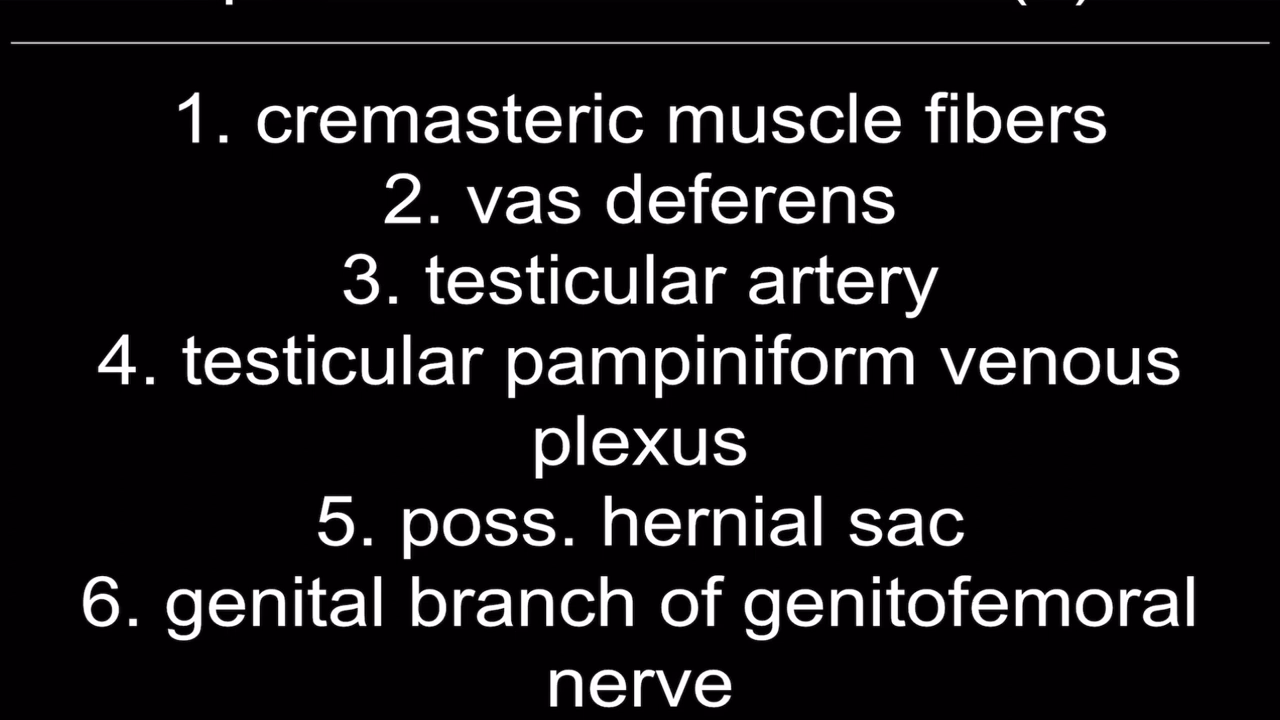 1. cremasteric muscle fibers
2. vas deferens
3. testicular artery
4. testicular pampiniform venous
plexus
5. poss. hernial sac
6. genital branch of genitofemoral
nerve